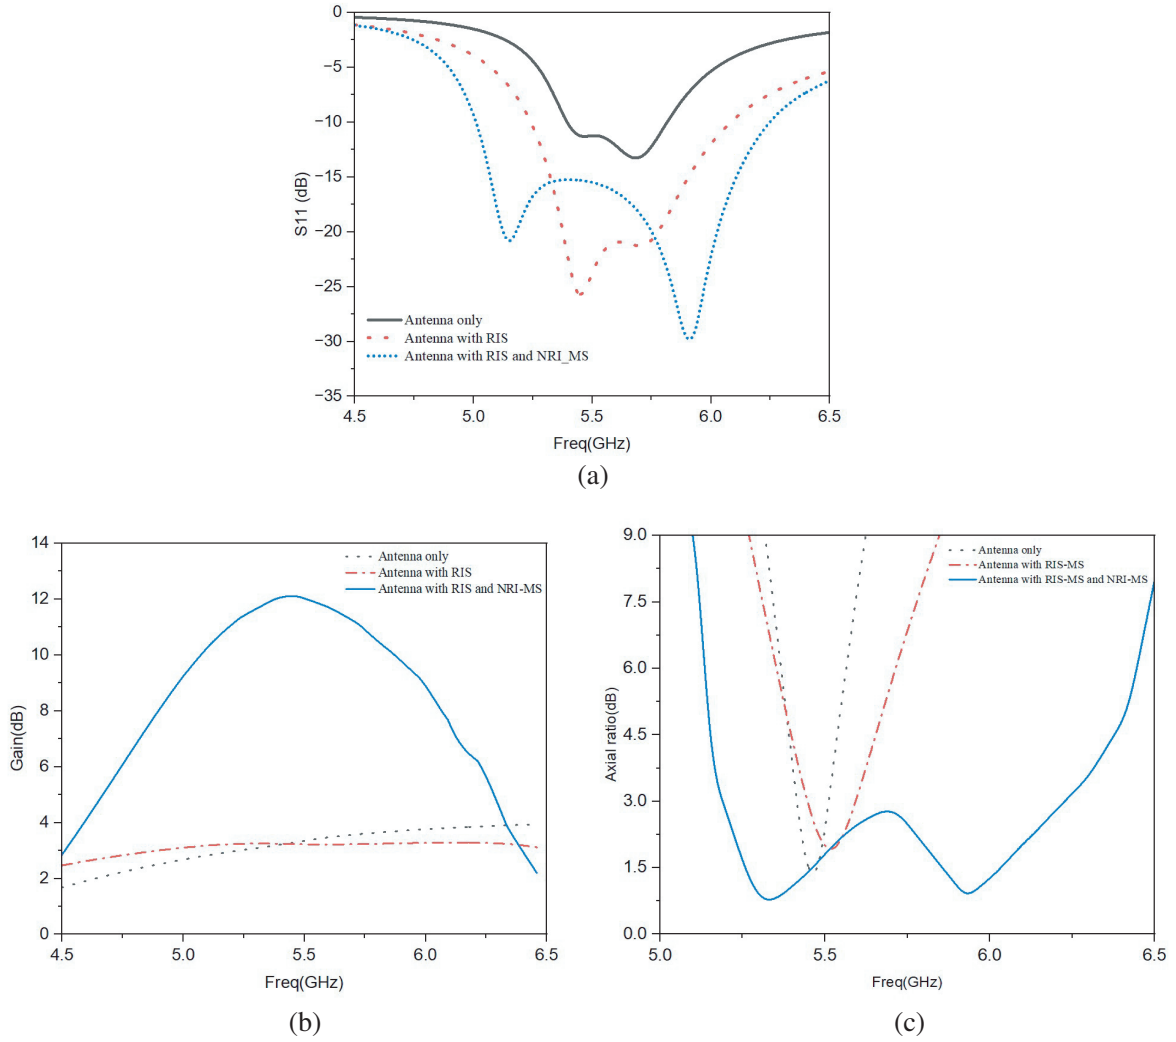 0
−5
−10
−15
−20
−25
−30
−35
S11 (dB)
Antenna only
Antenna with RIS
Antenna with RIS and NRI_MS
4.5 5.0 5.5 6.0 6.5
Freq(GHz)
(a)
14
12
10
8
6
4
2
0
Gain(dB)
Antenna only
Antenna with RIS
Antenna with RIS and NRI-MS
4.5 5.0 5.5 6.0 6.5
Freq(GHz)
(b)
9.0
7.5
6.0
4.5
3.0
1.5
0.0
Axial ratio(dB)
Antenna only
Antenna with RIS-MS
Antenna with RIS-MS and NRI-MS
5.0 5.5 6.0 6.5
Freq(GHz)
(c)